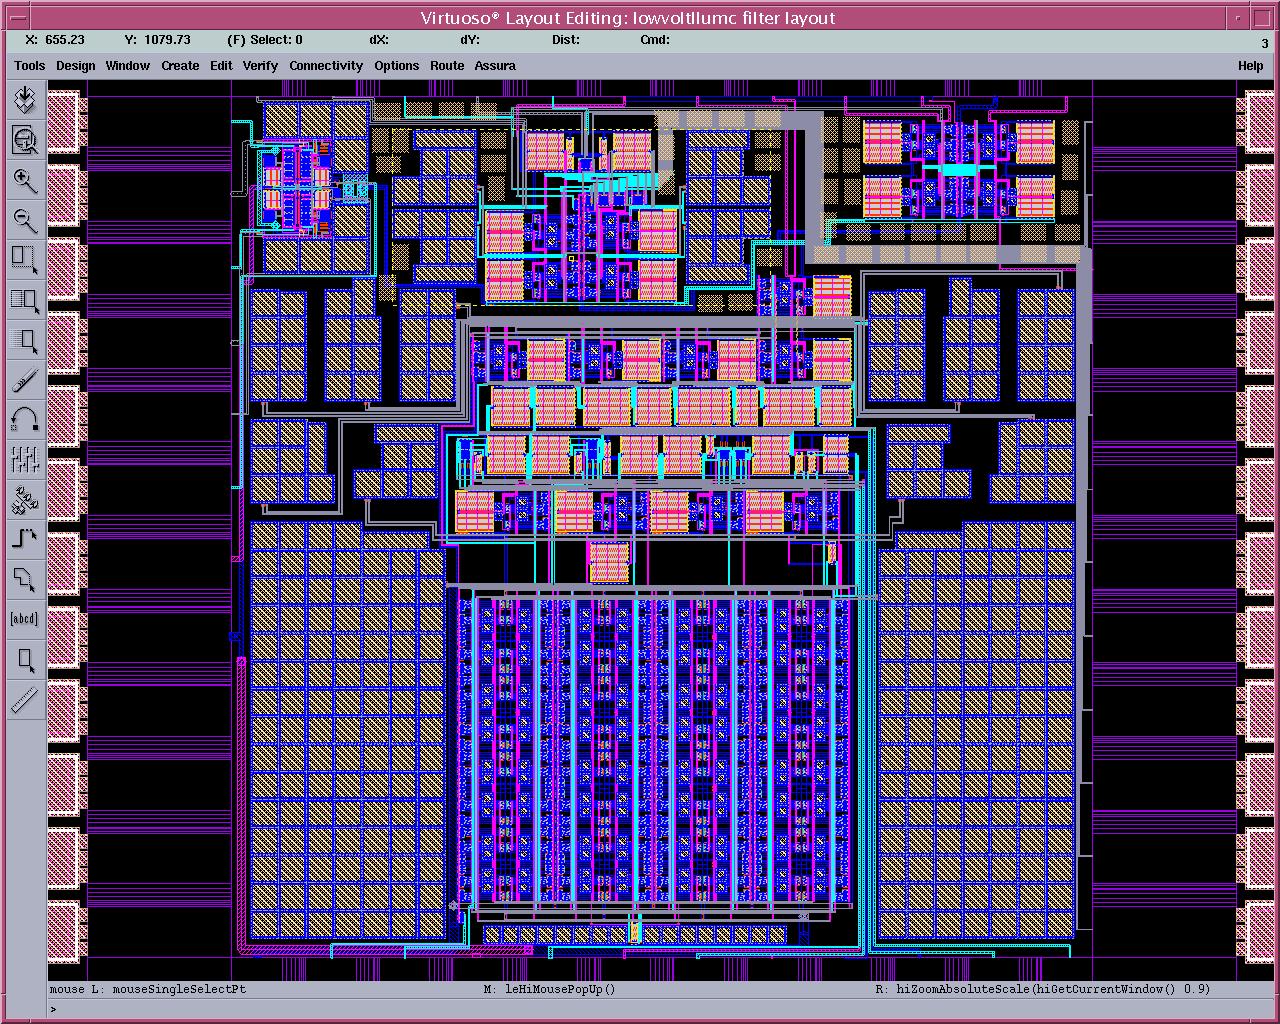 Virtuoso® Layout Editing: lowvoltllumc filter layout
X: 655.23 Y: 1079.73 (F) Select: 0 dX: dY: Dist: Cmd:
3
Tools Design Window Create Edit Verify Connectivity Options Route Assura Help
[abcd]
mouse L: mouseSingleSelectPt M: leHiMousePopUp() R: hiZoomAbsoluteScale(hiGetCurrentWindow() 0.9)
>